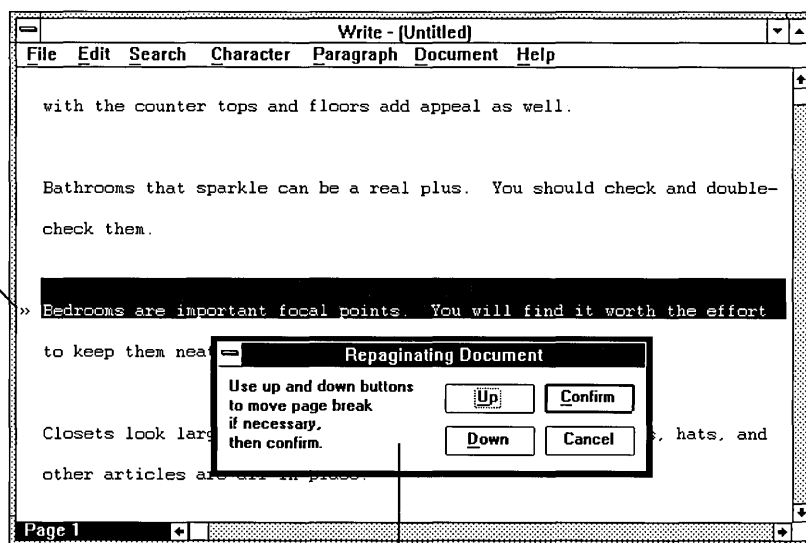 Write - (Untitled)
File Edit Search Character Paragraph Document Help
with the counter tops and floors add appeal as well.
Bathrooms that sparkle can be a real plus. You should check and double-
check them.
» Bedrooms are important focal points. You will find it worth the effort
to keep them neat
Repaginating Document
Use up and down buttons
to move page break
if necessary,
then confirm.
Up
Confirm
Down
Cancel
Closets look larg , hats, and
other articles are all in place.
Page 1